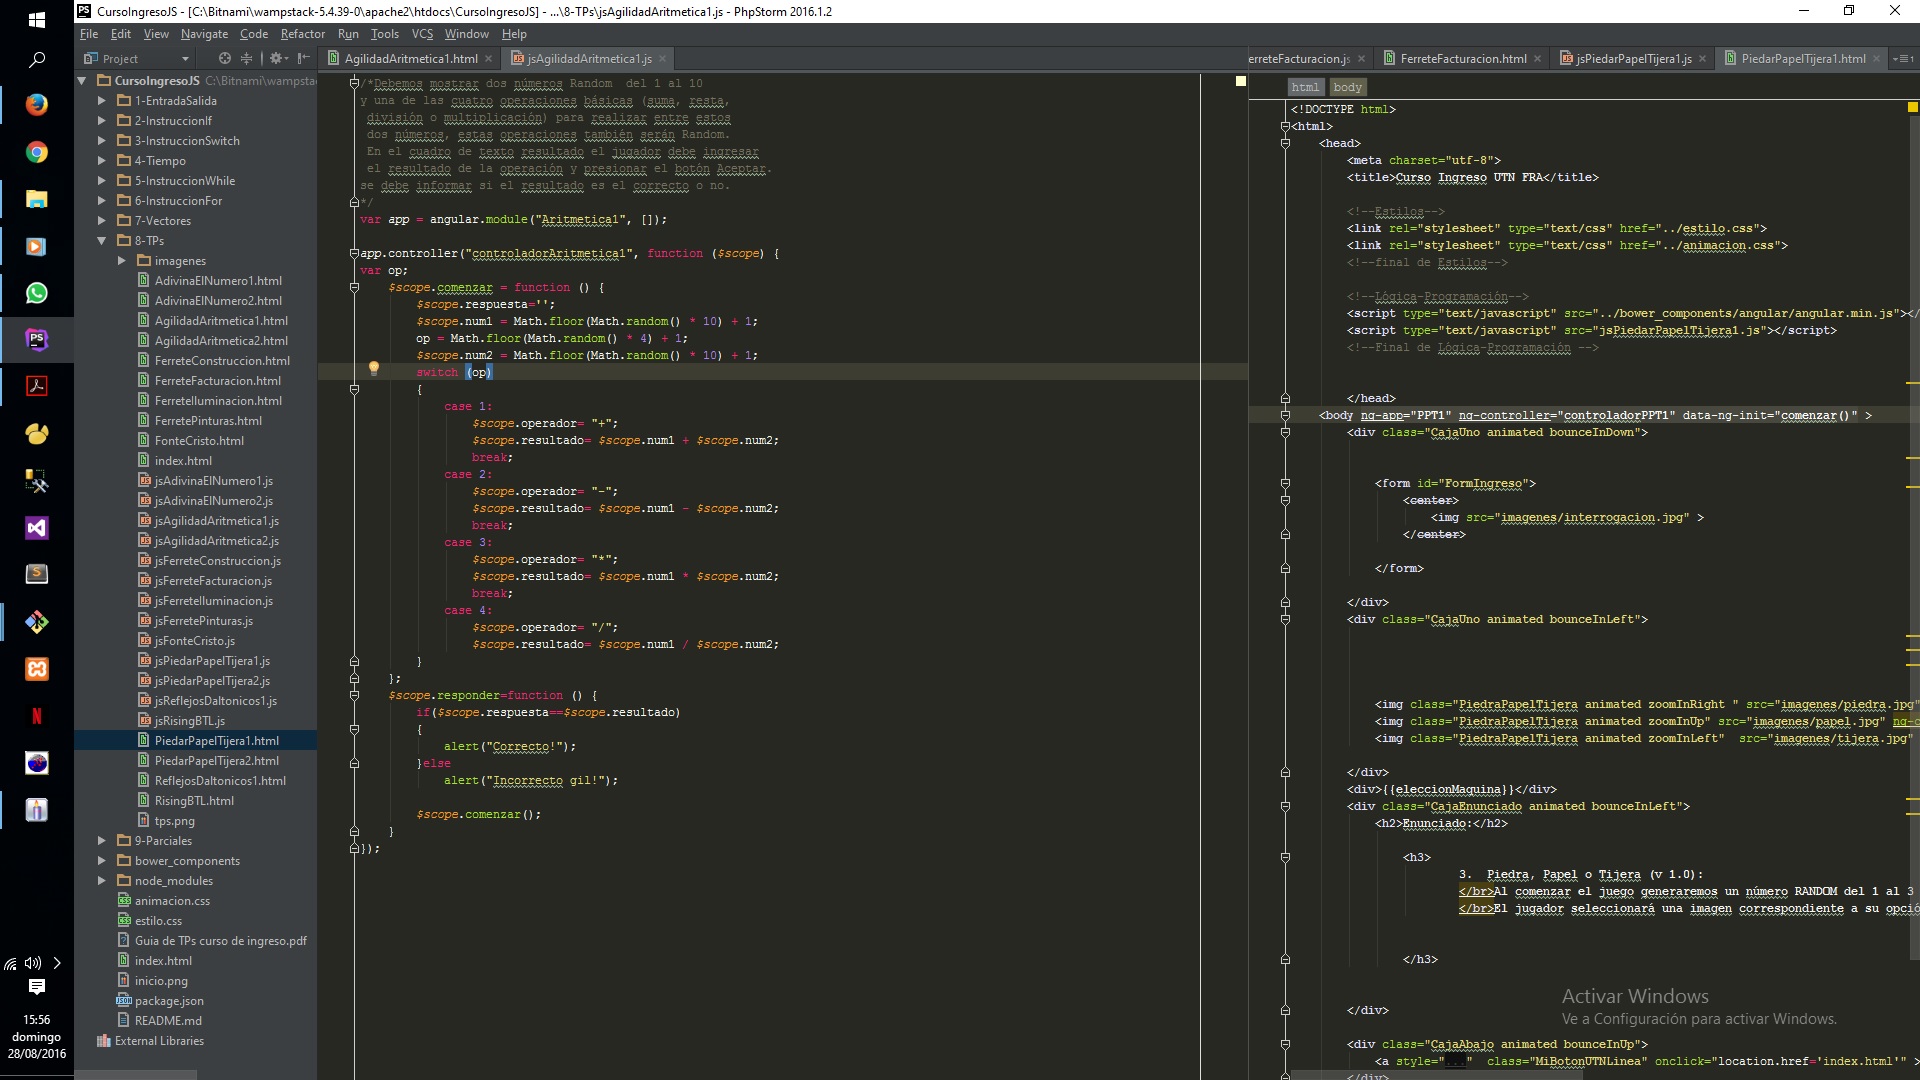 CursoIngresoJS - [C:\Bitnami\wampstack-5.4.39-0\apache2\htdocs\CursoIngresoJS] - ...\8-TPs\jsAgilidadAritmetica1.js - PhpStorm 2016.1.2
File Edit View Navigate Code Refactor Run Tools VCS Window Help
Project
AgilidadAritmetica1.html
jsAgilidadAritmetica1.js
erreteFacturacion.js
FerreteFacturacion.html
jsPiedarPapelTijera1.js
PiedarPapelTijera1.html
CursoIngresoJS C:\Bitnami\wampsta
1-EntradaSalida
2-InstruccionIf
3-InstruccionSwitch
4-Tiempo
5-InstruccionWhile
6-InstruccionFor
7-Vectores
8-TPs
imagenes
AdivinaElNumero1.html
AdivinaElNumero2.html
AgilidadAritmetica1.html
AgilidadAritmetica2.html
FerreteConstruccion.html
FerreteFacturacion.html
FerreteIluminacion.html
FerretePinturas.html
FonteCristo.html
index.html
jsAdivinaElNumero1.js
jsAdivinaElNumero2.js
jsAgilidadAritmetica1.js
jsAgilidadAritmetica2.js
jsFerreteConstruccion.js
jsFerreteFacturacion.js
jsFerreteIluminacion.js
jsFerretePinturas.js
jsFonteCristo.js
jsPiedarPapelTijera1.js
jsPiedarPapelTijera2.js
jsReflejosDaltonicos1.js
jsRisingBTL.js
PiedarPapelTijera1.html
PiedarPapelTijera2.html
ReflejosDaltonicos1.html
RisingBTL.html
tps.png
9-Parciales
bower_components
node_modules
animacion.css
estilo.css
Guia de TPs curso de ingreso.pdf
index.html
inicio.png
package.json
README.md
External Libraries
/*Debemos mostrar dos números Random  del 1 al 10
y una de las cuatro operaciones básicas (suma, resta,
división o multiplicación) para realizar entre estos
dos números, estas operaciones también serán Random.
En el cuadro de texto resultado el jugador debe ingresar
el resultado de la operación y presionar el botón Aceptar.
se debe informar si el resultado es el correcto o no.
*/
var app = angular.module("Aritmetica1", []);
app.controller("controladorAritmetica1", function ($scope) {
var op;
$scope.comenzar = function () {
$scope.respuesta='';
$scope.num1 = Math.floor(Math.random() * 10) + 1;
op = Math.floor(Math.random() * 4) + 1;
$scope.num2 = Math.floor(Math.random() * 10) + 1;
switch (op)
{
case 1:
$scope.operador= "+";
$scope.resultado= $scope.num1 + $scope.num2;
break;
case 2:
$scope.operador= "-";
$scope.resultado= $scope.num1 - $scope.num2;
break;
case 3:
$scope.operador= "*";
$scope.resultado= $scope.num1 * $scope.num2;
break;
case 4:
$scope.operador= "/";
$scope.resultado= $scope.num1 / $scope.num2;
}
};
$scope.responder=function () {
if($scope.respuesta==$scope.resultado)
{
alert("Correcto!");
}else
alert("Incorrecto gil!");
$scope.comenzar();
}
});
html body
<!DOCTYPE html>
<html>
<head>
<meta charset="utf-8">
<title>Curso Ingreso UTN FRA</title>
<!--Estilos-->
<link rel="stylesheet" type="text/css" href="../estilo.css">
<link rel="stylesheet" type="text/css" href="../animacion.css">
<!--final de Estilos-->
<!--Lógica-Programación-->
<script type="text/javascript" src="../bower_components/angular/angular.min.js"></
<script type="text/javascript" src="jsPiedarPapelTijera1.js"></script>
<!--Final de Lógica-Programación -->
</head>
<body ng-app="PPT1" ng-controller="controladorPPT1" data-ng-init="comenzar()" >
<div class="CajaUno animated bounceInDown">
<form id="FormIngreso">
<center>
<img src="imagenes/interrogacion.jpg" >
</center>
</form>
</div>
<div class="CajaUno animated bounceInLeft">
<img class="PiedraPapelTijera animated zoomInRight " src="imagenes/piedra.jpg"
<img class="PiedraPapelTijera animated zoomInUp" src="imagenes/papel.jpg" ng-c
<img class="PiedraPapelTijera animated zoomInLeft"  src="imagenes/tijera.jpg"
</div>
<div>{{eleccionMaquina}}</div>
<div class="CajaEnunciado animated bounceInLeft">
<h2>Enunciado:</h2>
<h3>
3.  Piedra, Papel o Tijera (v 1.0):
</br>Al comenzar el juego generaremos un número RANDOM del 1 al 3
</br>El jugador seleccionará una imagen correspondiente a su opció
</h3>
</div>
<div class="CajaAbajo animated bounceInUp">
<a style="..."  class="MiBotonUTNLinea" onclick="location.href='index.html'" >
</div>
Activar Windows
Ve a Configuración para activar Windows.
15:56
domingo
28/08/2016